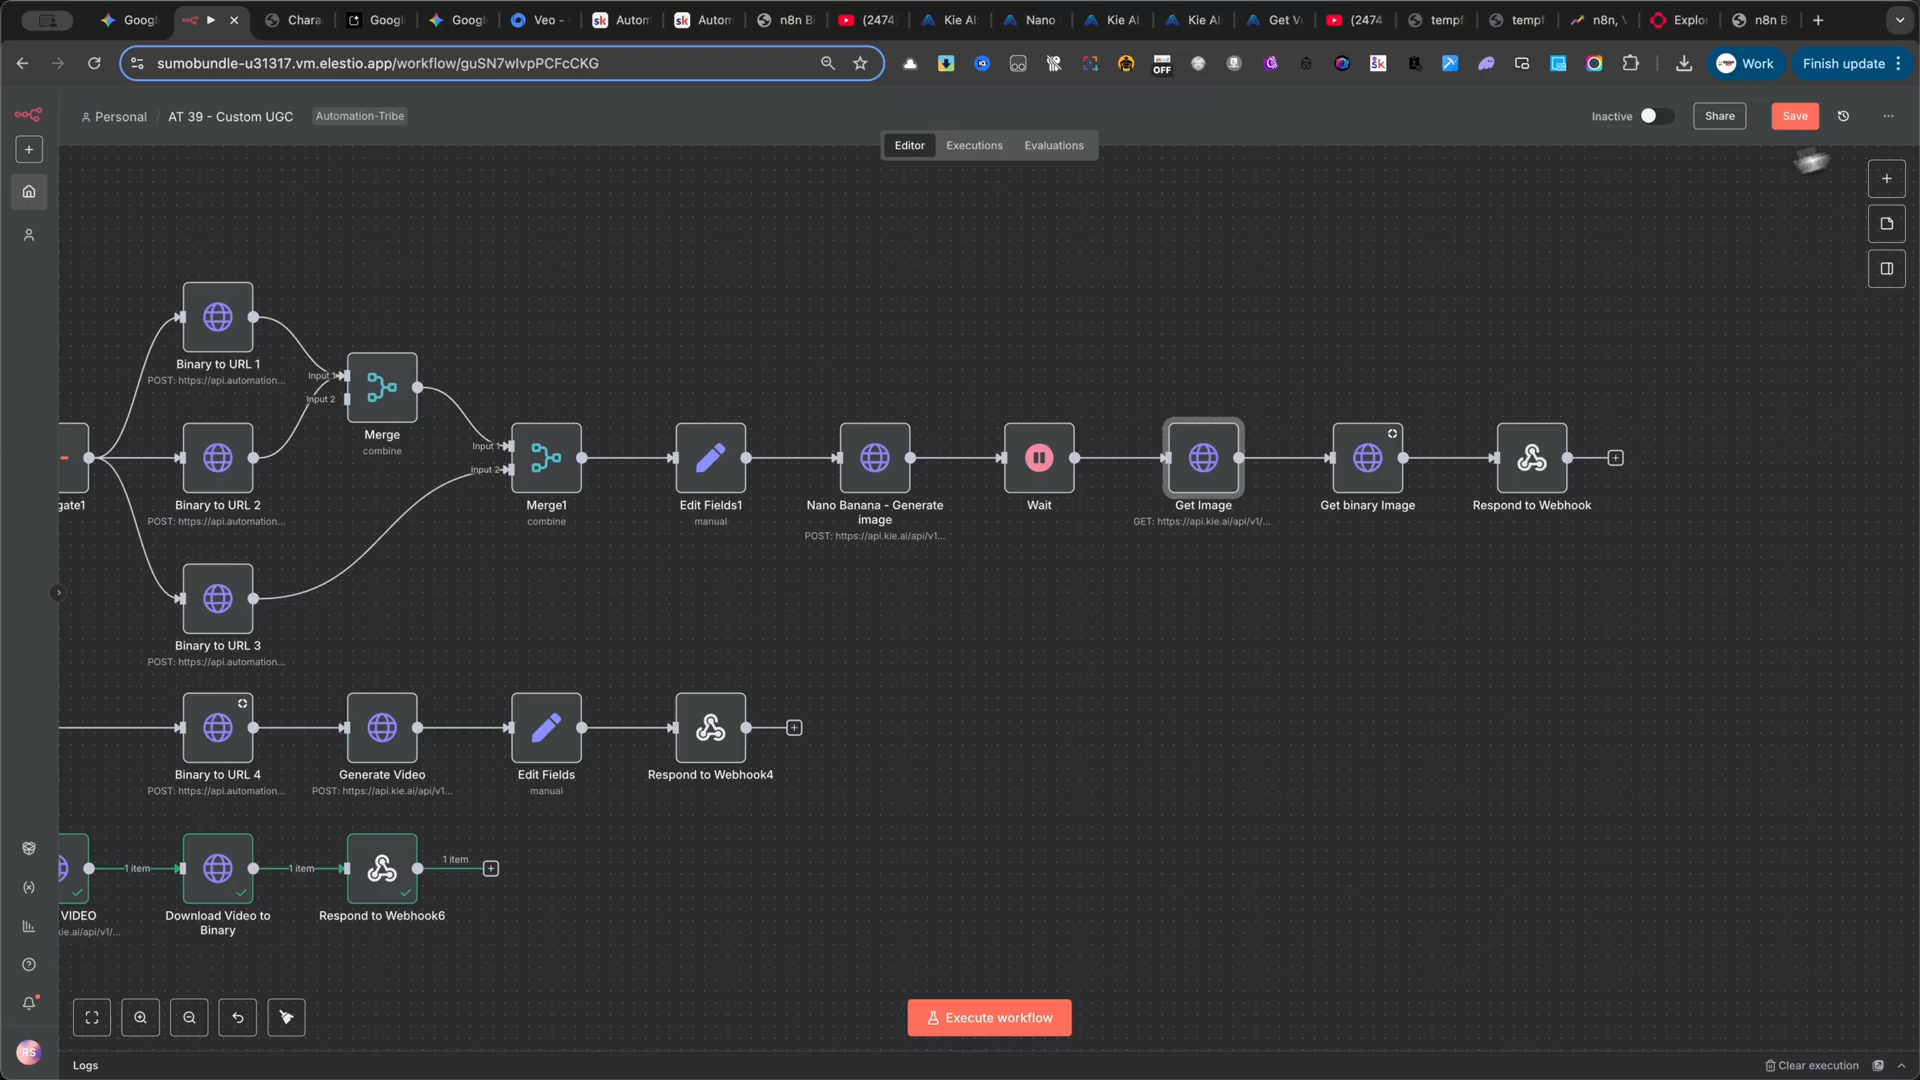 Googl
Chara
Googl
Googl
Veo -
Autom
Autom
n8n B
(2474
Kie AI
Nano
Kie AI
Kie AI
Get Ve
(2474
tempf
tempf
n8n, V
Explo
n8n B
sumobundle-u31317.vm.elestio.app/workflow/guSN7wlvpPCFcCKG
OFF
Work
Finish update
Personal / AT 39 - Custom UGC
Automation-Tribe
Inactive
Share
Save
Editor
Executions
Evaluations
Binary to URL 1
POST: https://api.automation...
Input 1
Input 2
Merge
combine
gate1
Binary to URL 2
POST: https://api.automation...
Input 1
Input 2
Merge1
combine
Edit Fields1
manual
Nano Banana - Generate
image
POST: https://api.kie.ai/api/v1...
Wait
Get Image
GET: https://api.kie.ai/api/v1/...
Get binary Image
Respond to Webhook
Binary to URL 3
POST: https://api.automation...
Binary to URL 4
POST: https://api.automation...
Generate Video
POST: https://api.kie.ai/api/v1...
Edit Fields
manual
Respond to Webhook4
1 item
1 item
1 item
VIDEO
kie.ai/api/v1/...
Download Video to
Binary
Respond to Webhook6
Execute workflow
RS
Logs
Clear execution